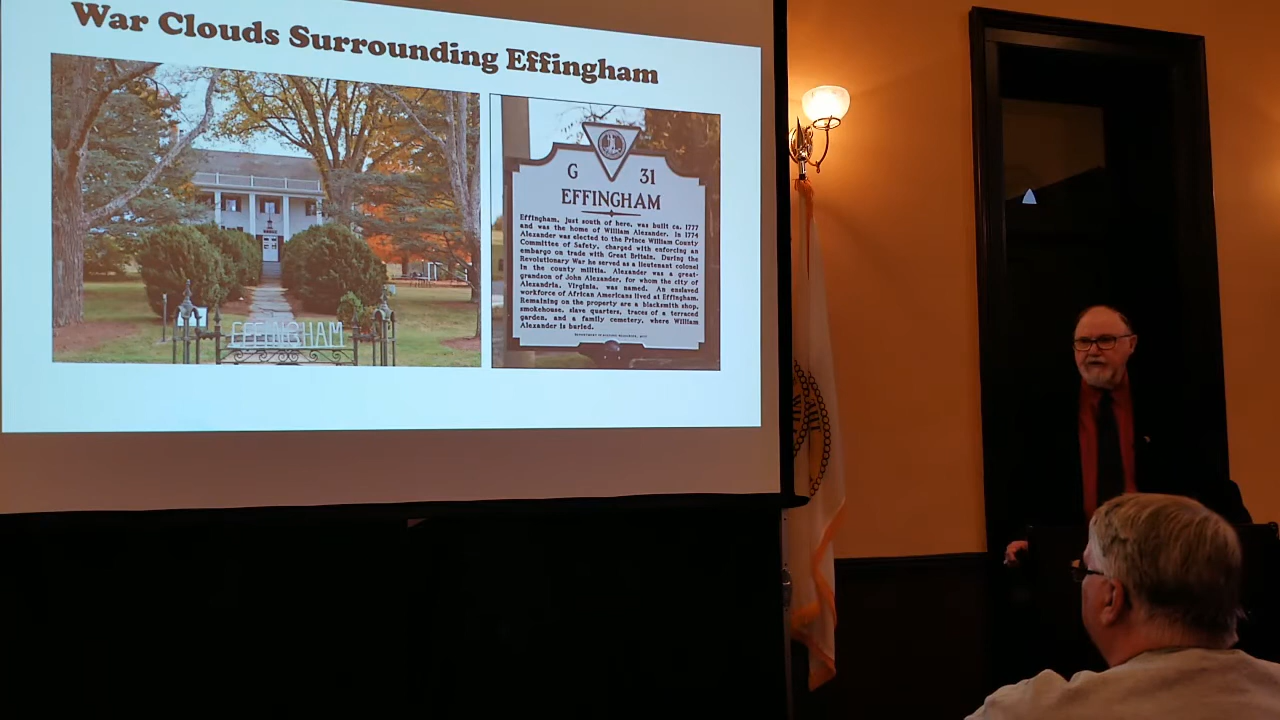 War Clouds Surrounding Effingham
EFFINGHAM
G 31
EFFINGHAM
Effingham, just south of here, was built ca. 1777
and was the home of William Alexander. In 1774
Alexander was elected to the Prince William County
Committee of Safety, charged with enforcing an
embargo on trade with Great Britain. During the
Revolutionary War he served as a lieutenant colonel
in the county militia. Alexander was a great-
grandson of John Alexander, for whom the city of
Alexandria, Virginia, was named. An enslaved
workforce of African Americans lived at Effingham.
Remaining on the property are a blacksmith shop,
smokehouse, slave quarters, traces of a terraced
garden, and a family cemetery, where William
Alexander is buried.
DEPARTMENT OF HISTORIC RESOURCES,